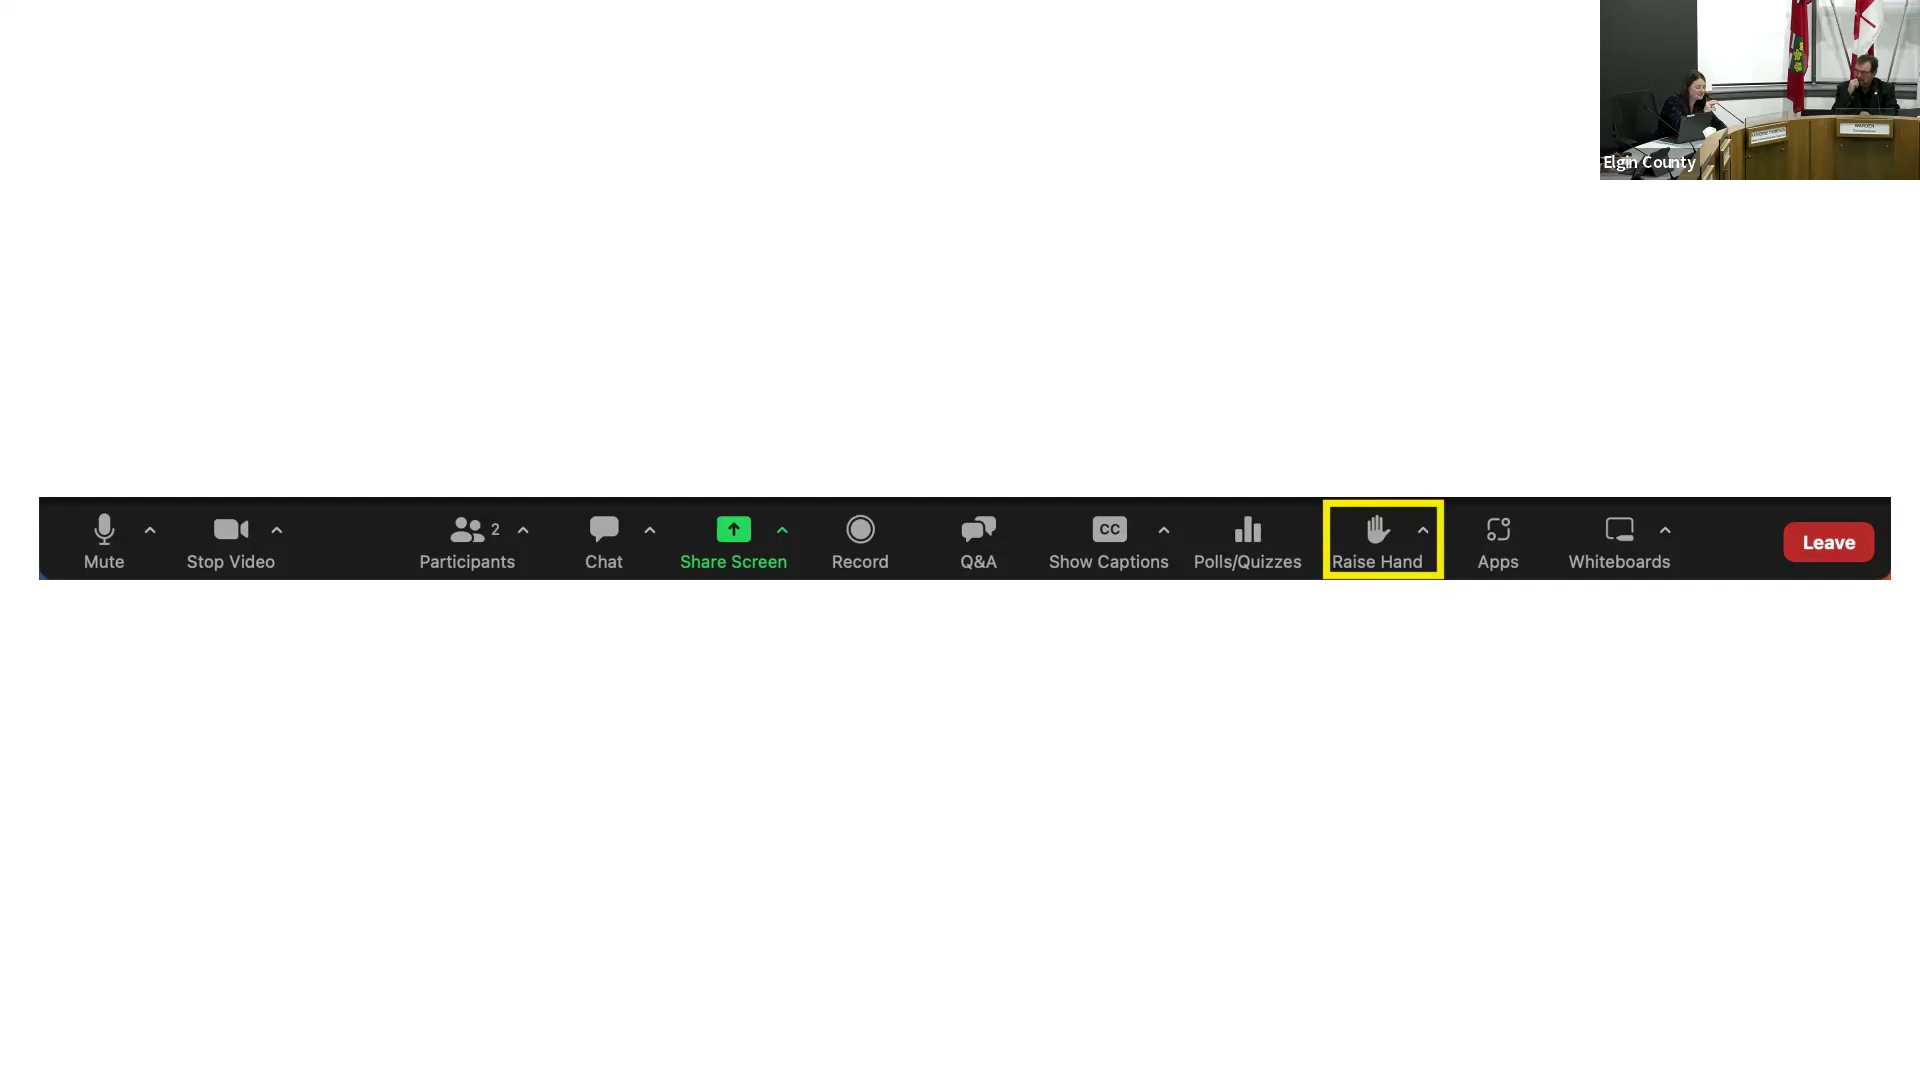 WARDEN
Elgin County
2
CC
Mute
Stop Video
Participants
Chat
Share Screen
Record
Q&A
Show Captions
Polls/Quizzes
Raise Hand
Apps
Whiteboards
Leave